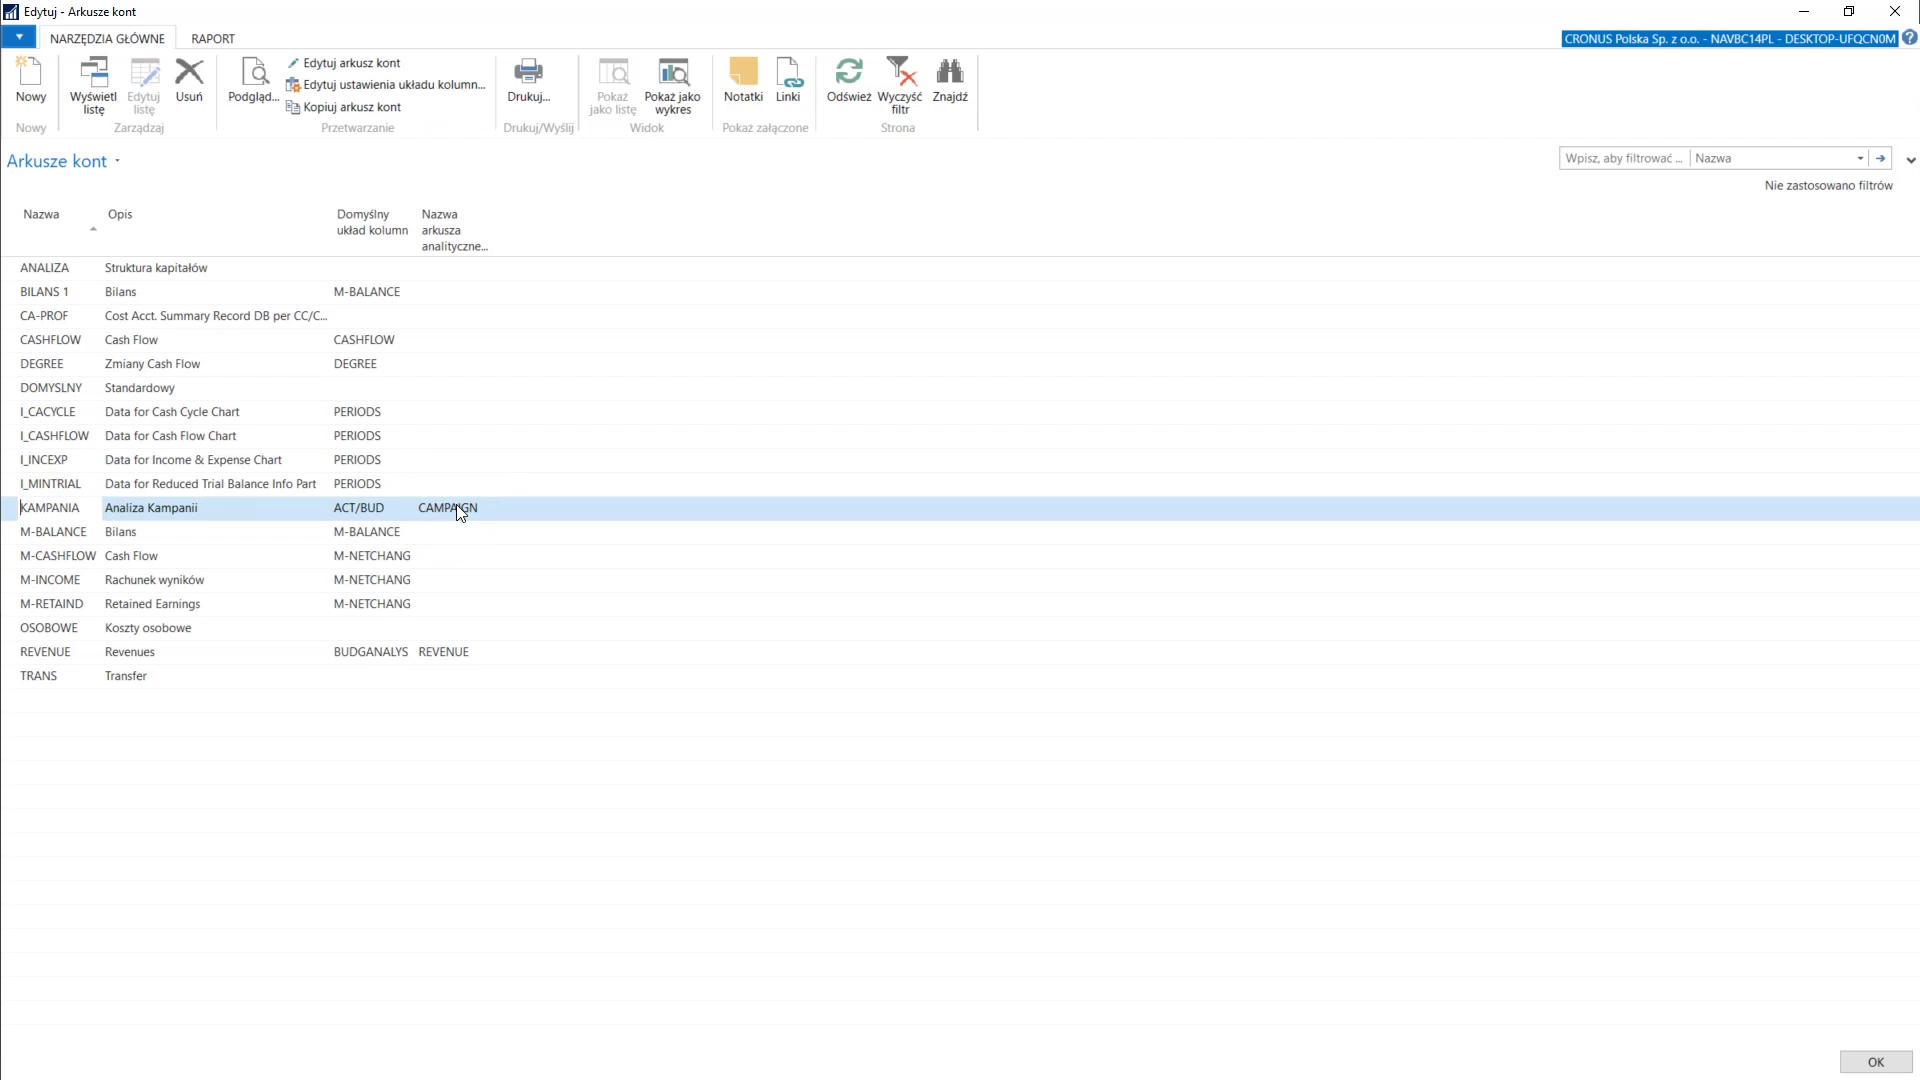 Edytuj - Arkusze kont
NARZĘDZIA GŁÓWNE RAPORT
CRONUS Polska Sp. z o.o. - NAVBC14PL - DESKTOP-UFQCN0M
Nowy
Wyświetl listę
Edytuj listę
Usuń
Podgląd...
Edytuj arkusz kont
Edytuj ustawienia układu kolumn...
Kopiuj arkusz kont
Drukuj...
Pokaż jako listę
Pokaż jako wykres
Notatki
Linki
Odśwież
Wyczyść filtr
Znajdź
Nowy Zarządzaj Przetwarzanie Drukuj/Wyślij Widok Pokaż załączone Strona
Arkusze kont
Wpisz, aby filtrować ... Nazwa
Nie zastosowano filtrów
Nazwa Opis Domyślny układ kolumn Nazwa arkusza analityczne...
ANALIZA Struktura kapitałów
BILANS 1 Bilans M-BALANCE
CA-PROF Cost Acct. Summary Record DB per CC/C...
CASHFLOW Cash Flow CASHFLOW
DEGREE Zmiany Cash Flow DEGREE
DOMYSLNY Standardowy
I_CACYCLE Data for Cash Cycle Chart PERIODS
I_CASHFLOW Data for Cash Flow Chart PERIODS
I_INCEXP Data for Income & Expense Chart PERIODS
I_MINTRIAL Data for Reduced Trial Balance Info Part PERIODS
KAMPANIA Analiza Kampanii ACT/BUD CAMPAIGN
M-BALANCE Bilans M-BALANCE
M-CASHFLOW Cash Flow M-NETCHANG
M-INCOME Rachunek wyników M-NETCHANG
M-RETAIND Retained Earnings M-NETCHANG
OSOBOWE Koszty osobowe
REVENUE Revenues BUDGANALYS REVENUE
TRANS Transfer
OK